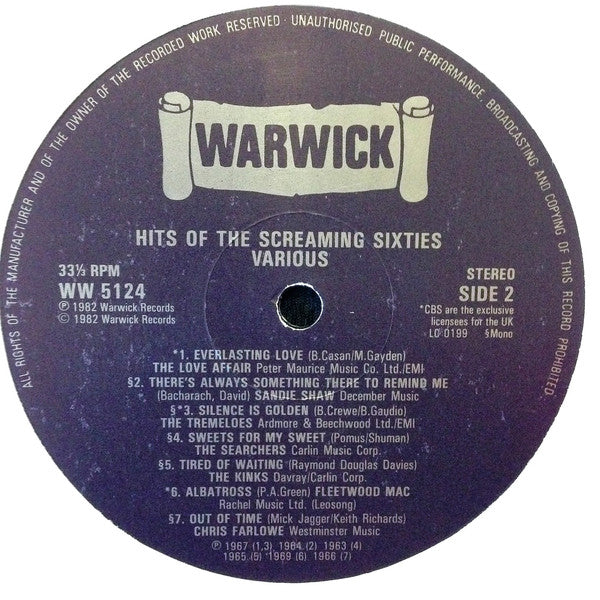 ALL RIGHTS OF THE MANUFACTURER AND OF THE OWNER OF THE RECORDED WORK RESERVED · UNAUTHORISED PUBLIC PERFORMANCE, BROADCASTING AND COPYING OF THIS RECORD PROHIBITED.
WARWICK
HITS OF THE SCREAMING SIXTIES
VARIOUS
33⅓ RPM
WW 5124
℗ 1982 Warwick Records
© 1982 Warwick Records
STEREO
SIDE 2
*CBS are the exclusive
licensees for the UK
LO 0199 §Mono
*1. EVERLASTING LOVE (B.Casan/M.Gayden)
THE LOVE AFFAIR Peter Maurice Music Co. Ltd./EMI
§2. THERE'S ALWAYS SOMETHING THERE TO REMIND ME
(Bacharach, David) SANDIE SHAW December Music
§*3. SILENCE IS GOLDEN (B.Crewe/B.Gaudio)
THE TREMELOES Ardmore & Beechwood Ltd./EMI
§4. SWEETS FOR MY SWEET (Pomus/Shuman)
THE SEARCHERS Carlin Music Corp.
§5. TIRED OF WAITING (Raymond Douglas Davies)
THE KINKS Davray/Carlin Corp.
*6. ALBATROSS (P.A.Green) FLEETWOOD MAC
Rachel Music Ltd. (Leosong)
§7. OUT OF TIME (Mick Jagger/Keith Richards)
CHRIS FARLOWE Westminster Music
℗ 1967 (1,3) 1964 (2) 1963 (4)
1965 (5) 1969 (6) 1966 (7)